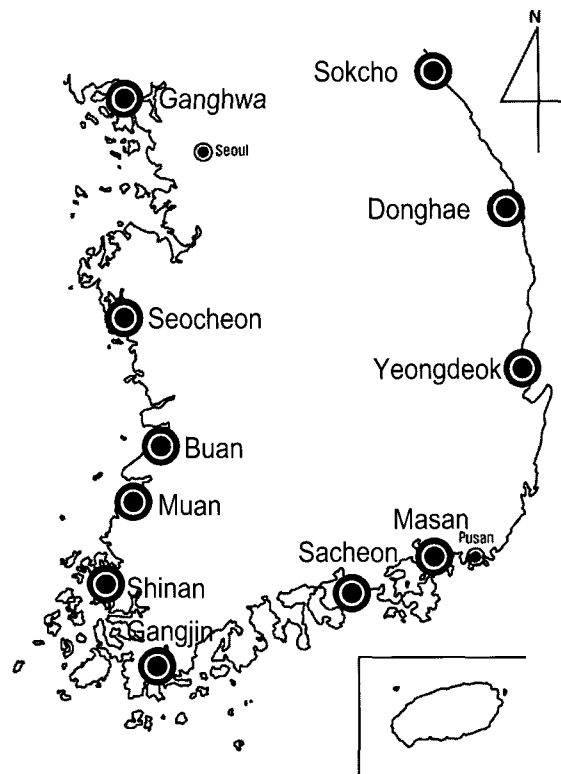 N
Sokcho
Ganghwa
Seoul
Donghae
Seocheon
Yeongdeok
Buan
Muan
Masan
Pusan
Sacheon
Shinan
Gangjin